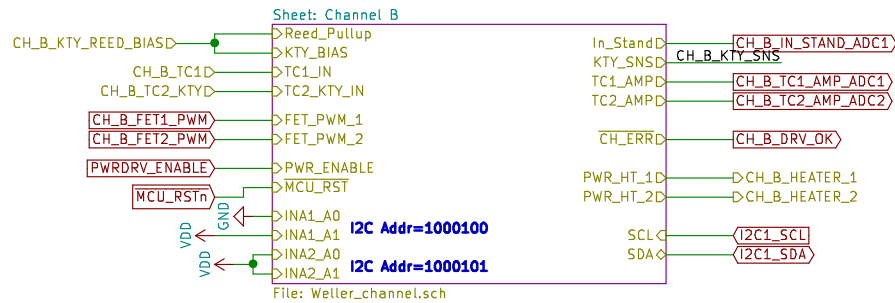 Sheet: Channel B
CH_B_KTY_REED_BIAS
Reed_Pullup
KTY_BIAS
CH_B_TC1
TC1_IN
CH_B_TC2_KTY
TC2_KTY_IN
CH_B_FET1_PWM
FET_PWM_1
CH_B_FET2_PWM
FET_PWM_2
PWRDRV_ENABLE
PWR_ENABLE
MCU_RSTn
MCU_RST
GND
INA1_A0
I2C Addr=1000100
VDD
INA1_A1
VDD
INA2_A0
I2C Addr=1000101
INA2_A1
In_Stand
CH_B_IN_STAND_ADC1
KTY_SNS
CH_B_KTY_SNS
TC1_AMP
CH_B_TC1_AMP_ADC1
TC2_AMP
CH_B_TC2_AMP_ADC2
CH_ERR
CH_B_DRV_OK
PWR_HT_1
CH_B_HEATER_1
PWR_HT_2
CH_B_HEATER_2
SCL
I2C1_SCL
SDA
I2C1_SDA
File: Weller_channel.sch